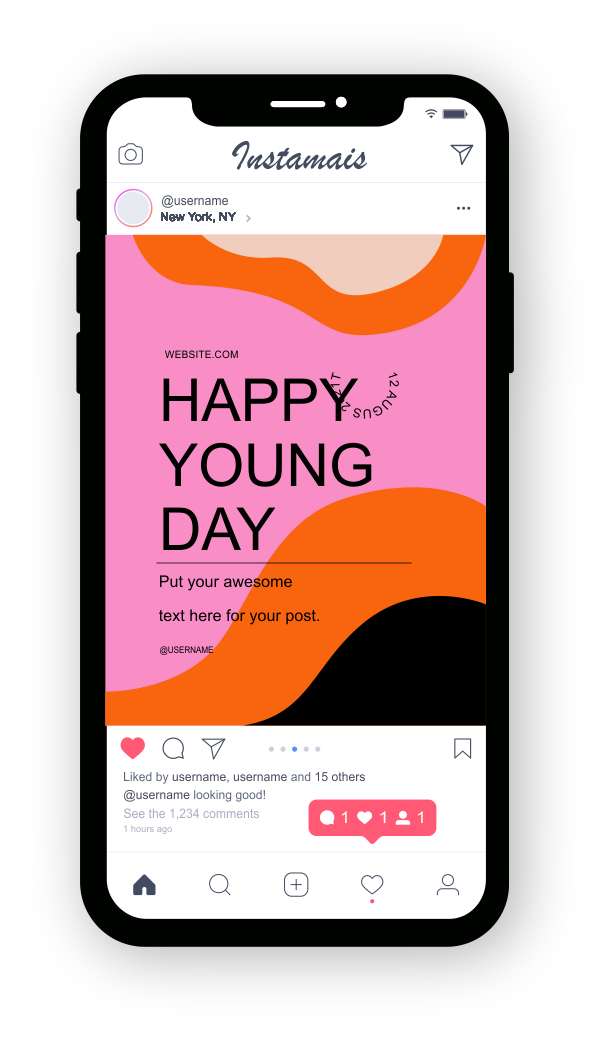 Instamais
@username
New York, NY
WEBSITE.COM
12 AUGUST
HAPPY
YOUNG
DAY
Put your awesome
text here for your post.
@USERNAME
Liked by username, username and 15 others
@username looking good!
See the 1,234 comments
1 hours ago
1 1 1